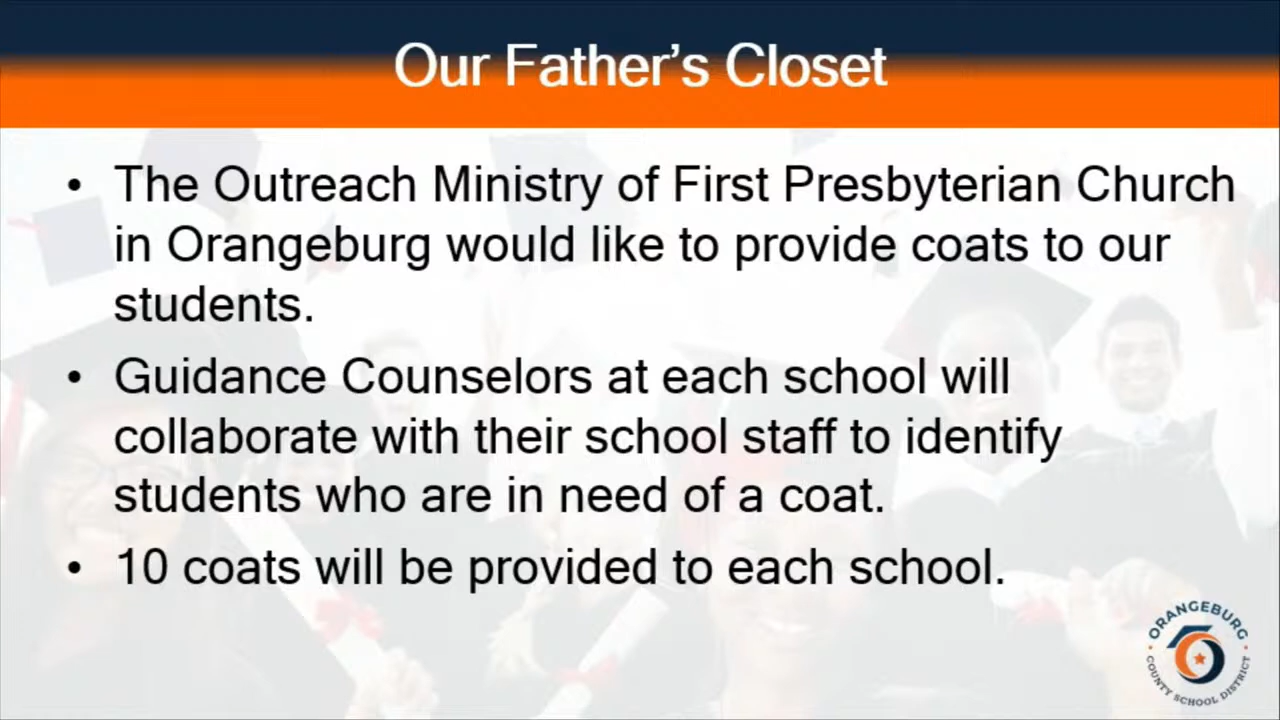 Our Father's Closet
• The Outreach Ministry of First Presbyterian Church
in Orangeburg would like to provide coats to our
students.
• Guidance Counselors at each school will
collaborate with their school staff to identify
students who are in need of a coat.
• 10 coats will be provided to each school.
ORANGEBURG
COUNTY SCHOOL DISTRICT